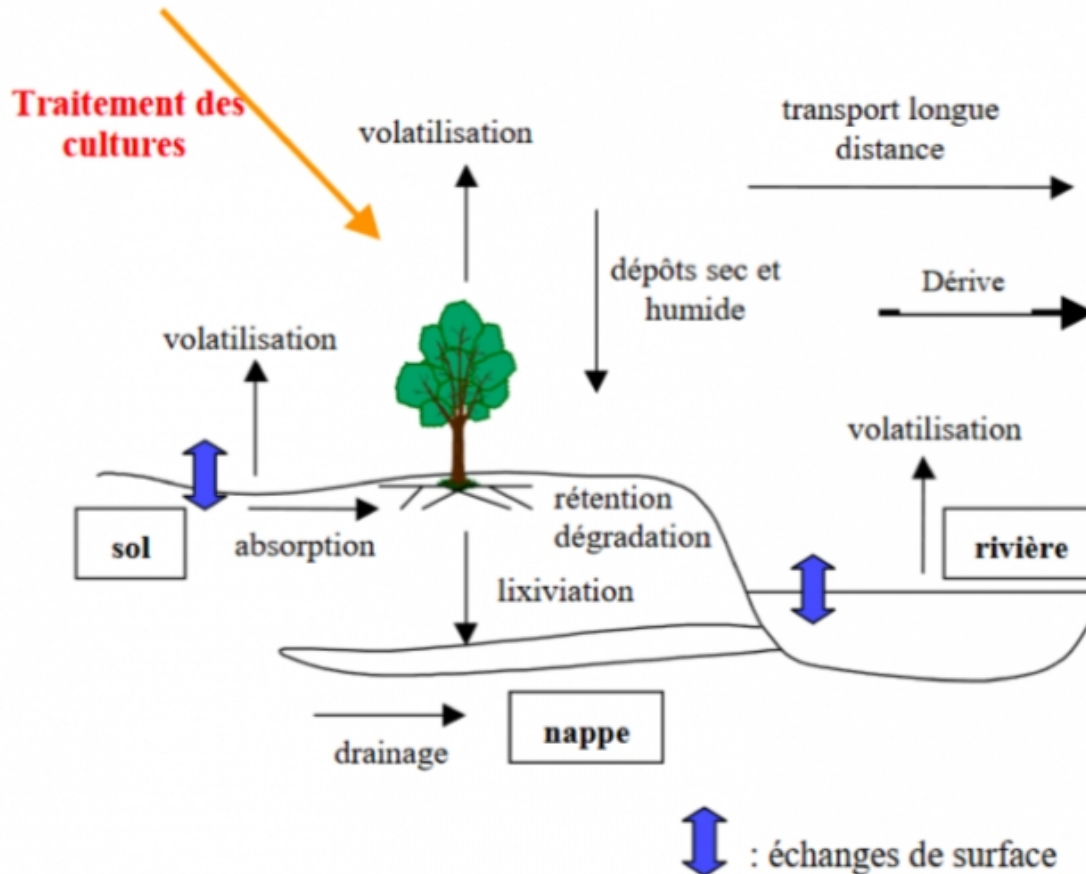 Traitement des
cultures
volatilisation
transport longue
distance
dépôts sec et
humide
Dérive
volatilisation
volatilisation
sol
absorption
rétention
dégradation
rivière
lixiviation
drainage
nappe
: échanges de surface